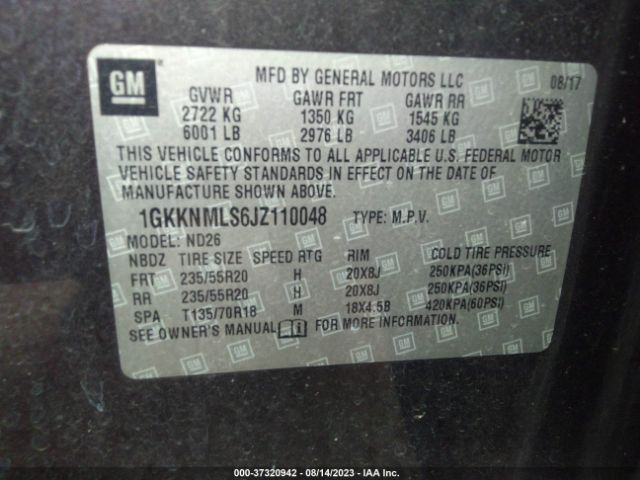 GM
MFD BY GENERAL MOTORS LLC 08/17
GVWR GAWR FRT GAWR RR
2722 KG 1350 KG 1545 KG
6001 LB 2976 LB 3406 LB
THIS VEHICLE CONFORMS TO ALL APPLICABLE U.S. FEDERAL MOTOR
VEHICLE SAFETY STANDARDS IN EFFECT ON THE DATE OF
MANUFACTURE SHOWN ABOVE.
1GKKNMLS6JZ110048 TYPE: M.P.V.
MODEL: ND26
NBDZ TIRE SIZE SPEED RTG RIM COLD TIRE PRESSURE
FRT 235/55R20 H 20X8J 250KPA(36PSI)
RR 235/55R20 H 20X8J 250KPA(36PSI)
SPA T135/70R18 M 18X4.5B 420KPA(60PSI)
SEE OWNER'S MANUAL FOR MORE INFORMATION.
000-37320942 - 08/14/2023 - IAA Inc.